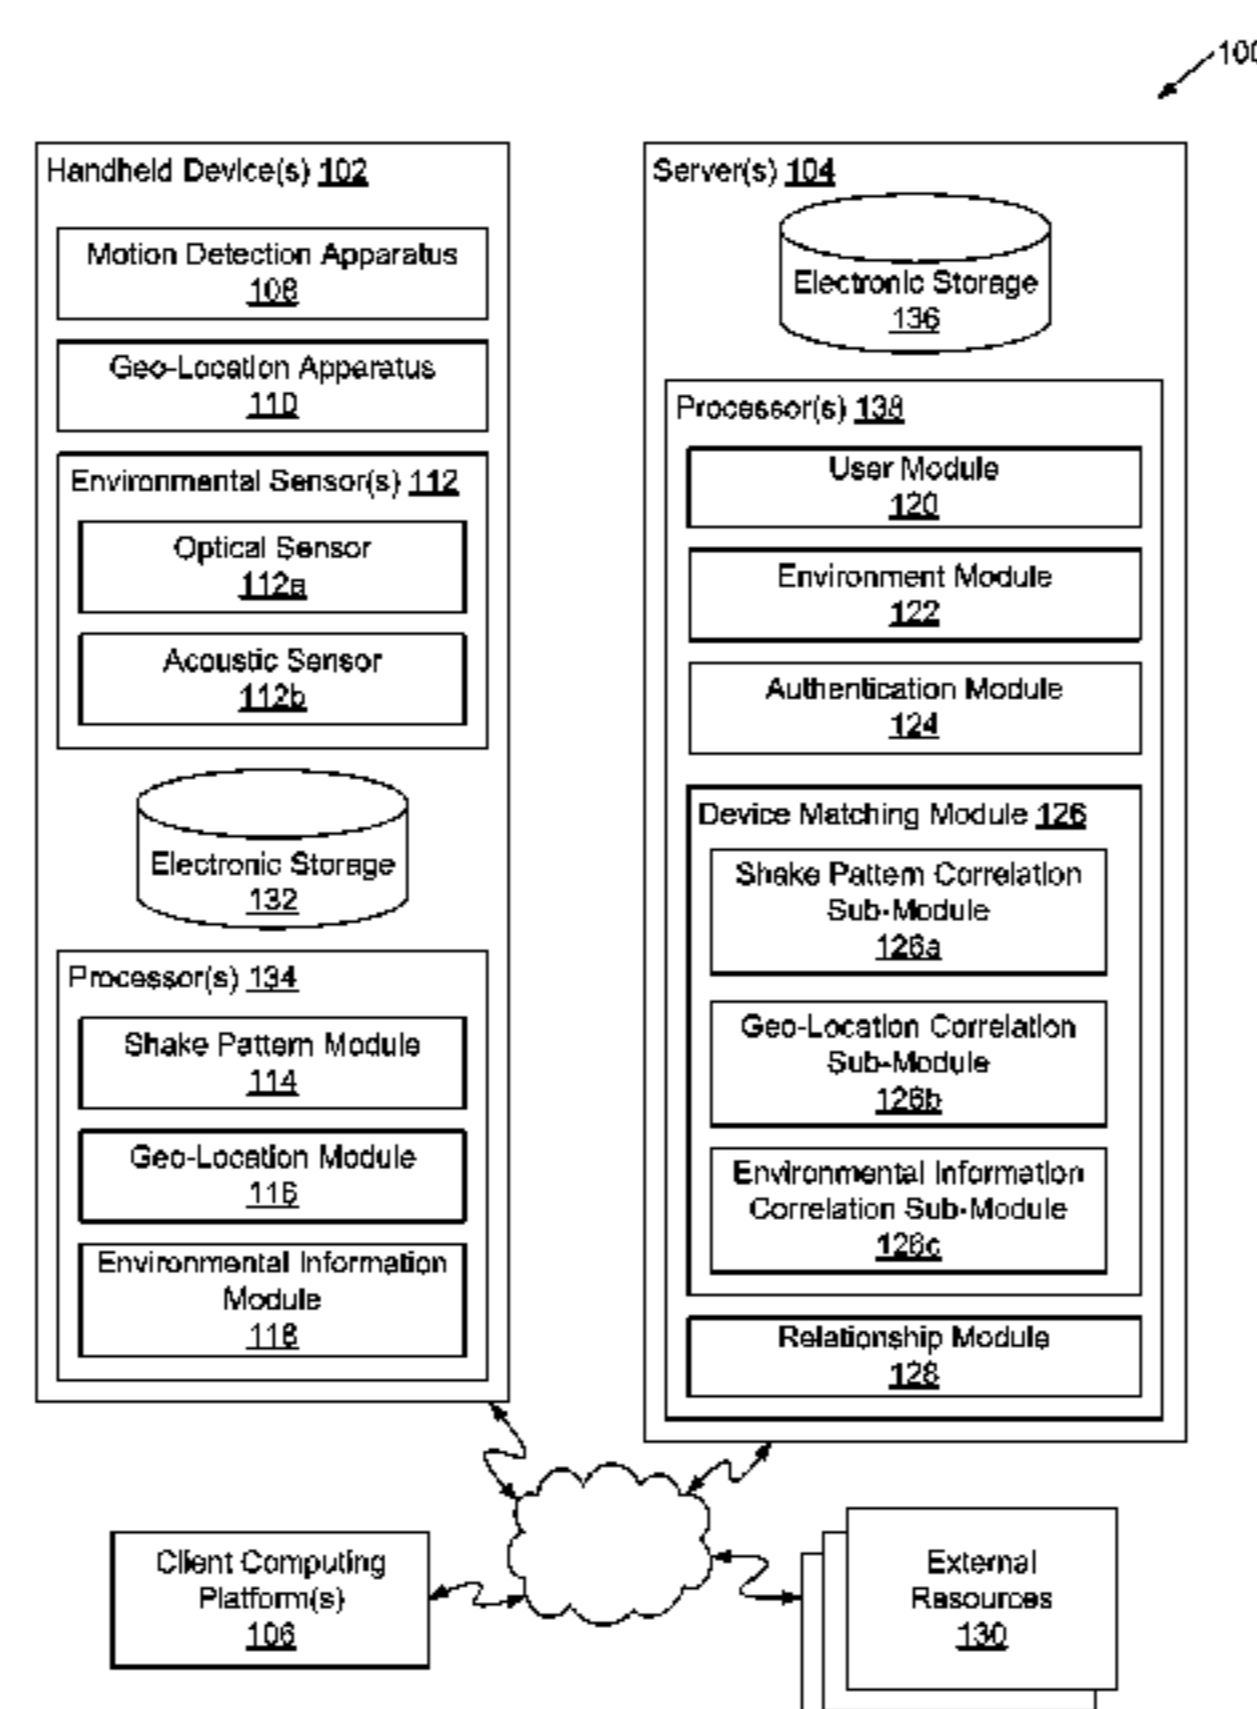 100
Handheld Device(s) 102
Motion Detection Apparatus
108
Geo-Location Apparatus
110
Environmental Sensor(s) 112
Optical Sensor
112a
Acoustic Sensor
112b
Electronic Storage
132
Processor(s) 134
Shake Pattern Module
114
Geo-Location Module
116
Environmental Information
Module
118
Server(s) 104
Electronic Storage
136
Processor(s) 138
User Module
120
Environment Module
122
Authentication Module
124
Device Matching Module 126
Shake Pattern Correlation
Sub-Module
126a
Geo-Location Correlation
Sub-Module
126b
Environmental Information
Correlation Sub-Module
126c
Relationship Module
128
Client Computing
Platform(s)
106
External
Resources
130